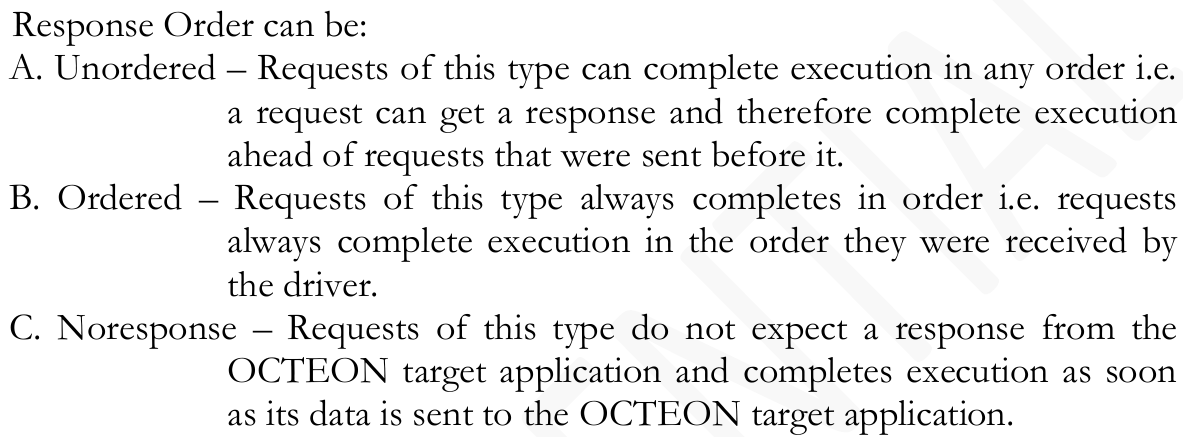 Response Order can be:
A. Unordered – Requests of this type can complete execution in any order i.e.
a request can get a response and therefore complete execution
ahead of requests that were sent before it.
B. Ordered – Requests of this type always completes in order i.e. requests
always complete execution in the order they were received by
the driver.
C. Noresponse – Requests of this type do not expect a response from the
OCTEON target application and completes execution as soon
as its data is sent to the OCTEON target application.